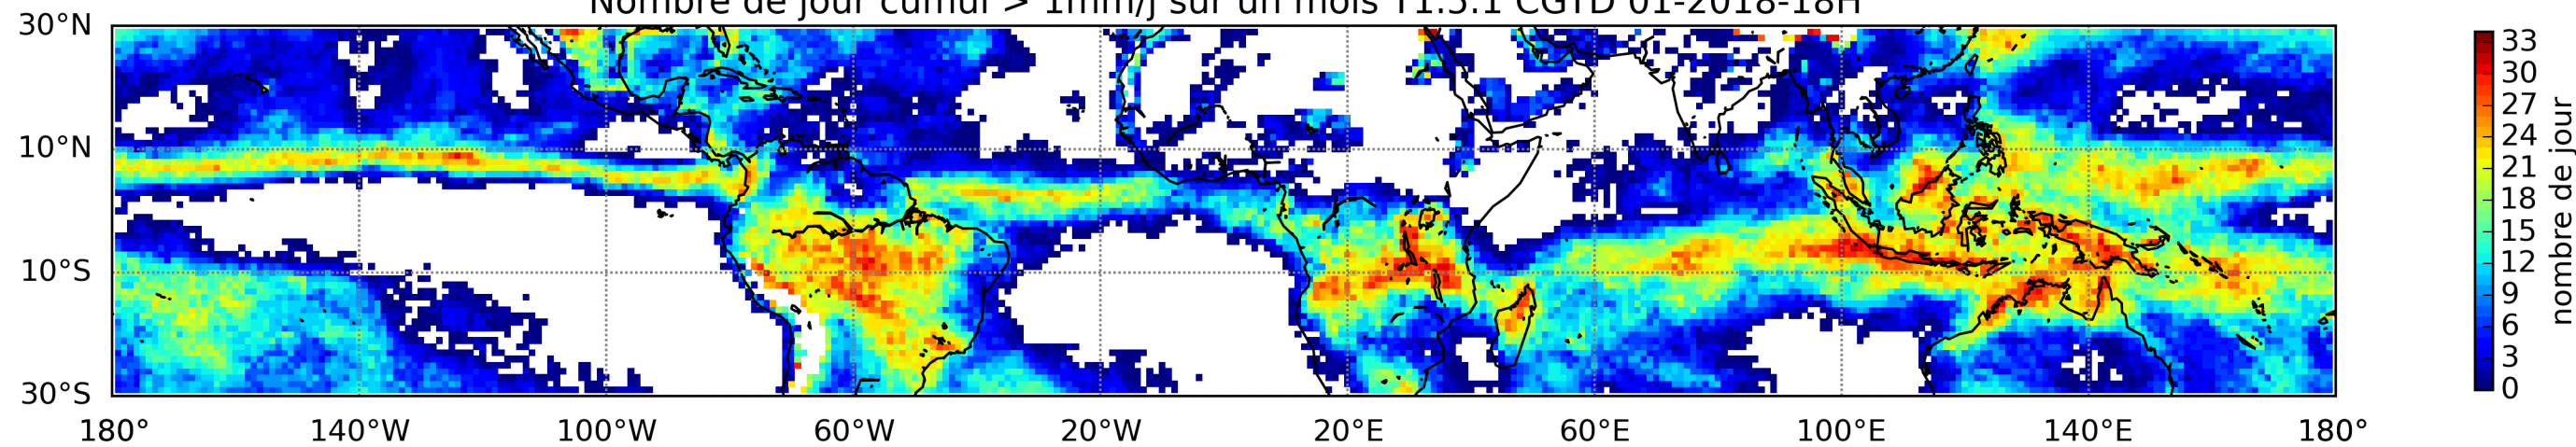 Nombre de jour cumul > 1mm/j sur un mois T1.5.1 CGTD 01-2018-18H
30°N
10°N
10°S
30°S
180° 140°W 100°W 60°W 20°W 20°E 60°E 100°E 140°E 180°
33
30
27
24
21
18
15
12
9
6
3
0
nombre de jour